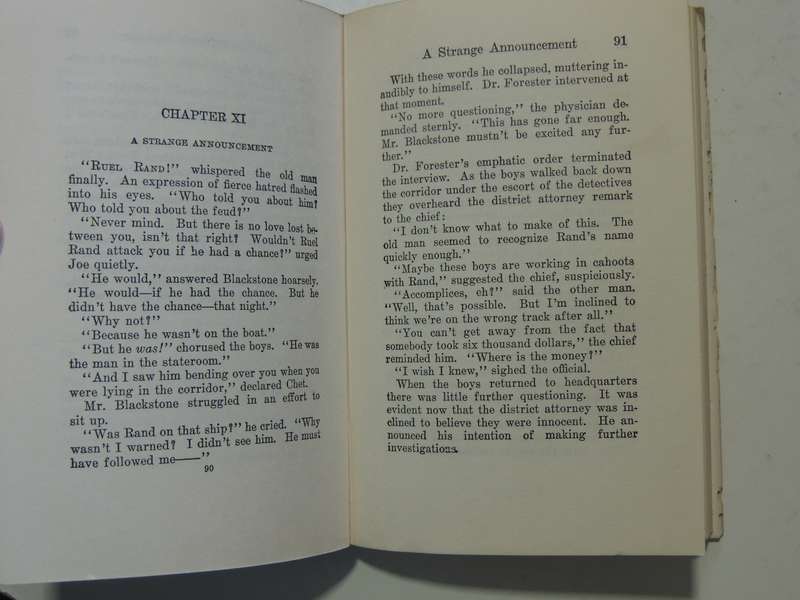 CHAPTER XI
A STRANGE ANNOUNCEMENT
"RUEL RAND!" whispered the old man
finally. An expression of fierce hatred flashed
into his eyes. "Who told you about him?
Who told you about the feud?"
"Never mind. But there is no love lost be-
tween you, isn't that right? Wouldn't Ruel
Rand attack you if he had a chance?" urged
Joe quietly.
"He would," answered Blackstone hoarsely.
"He would—if he had the chance. But he
didn't have the chance—that night."
"Why not?"
"Because he wasn't on the boat."
"But he was!" chorused the boys. "He was
the man in the stateroom."
"And I saw him bending over you when you
were lying in the corridor," declared Chet.
Mr. Blackstone struggled in an effort to
sit up.
"Was Rand on that ship?" he cried. "Why
wasn't I warned? I didn't see him. He must
have followed me——"
90
A Strange Announcement 91
With these words he collapsed, muttering in-
audibly to himself. Dr. Forester intervened at
that moment.
"No more questioning," the physician de-
manded sternly. "This has gone far enough.
Mr. Blackstone mustn't be excited any fur-
ther."
Dr. Forester's emphatic order terminated
the interview. As the boys walked back down
the corridor under the escort of the detectives
they overheard the district attorney remark
to the chief:
"I don't know what to make of this. The
old man seemed to recognize Rand's name
quickly enough."
"Maybe these boys are working in cahoots
with Rand," suggested the chief, suspiciously.
"Accomplices, eh?" said the other man.
"Well, that's possible. But I'm inclined to
think we're on the wrong track after all."
"You can't get away from the fact that
somebody took six thousand dollars," the chief
reminded him. "Where is the money?"
"I wish I knew," sighed the official.
When the boys returned to headquarters
there was little further questioning. It was
evident now that the district attorney was in-
clined to believe they were innocent. He an-
nounced his intention of making further
investigations.